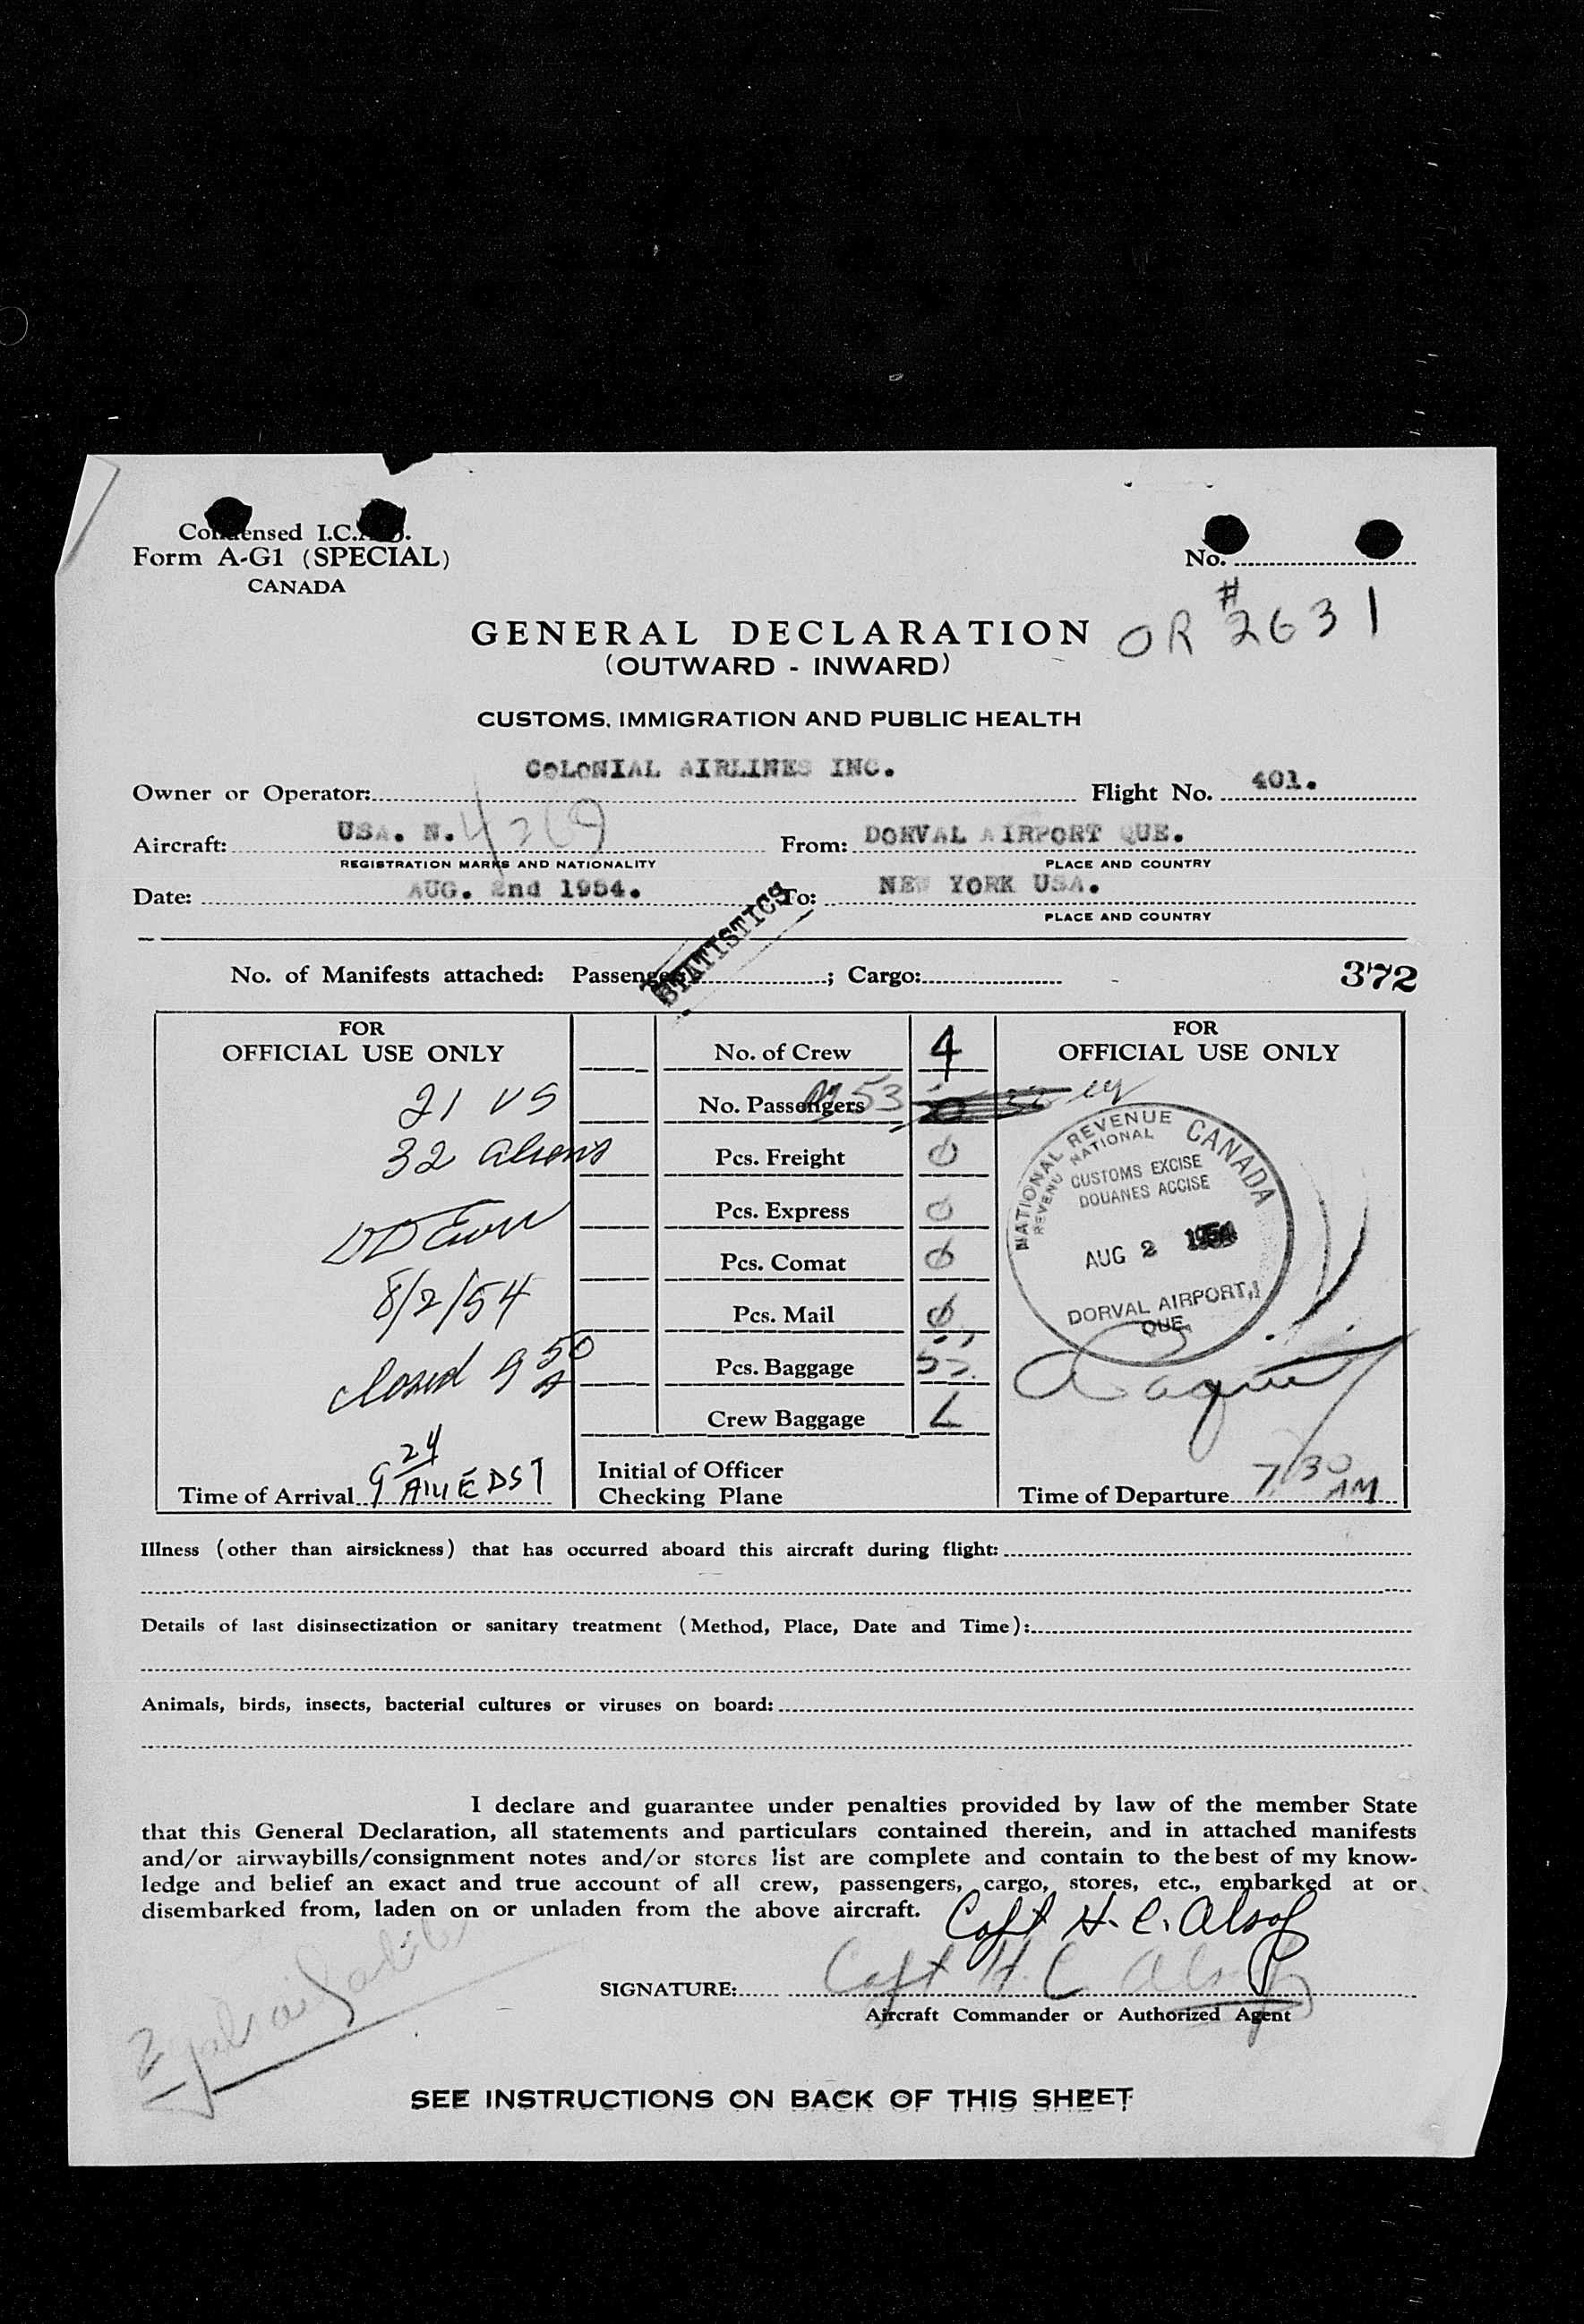 Condensed I.C.A.O.
Form A-G1 (SPECIAL)
CANADA
No.
OR #2631
GENERAL DECLARATION
(OUTWARD - INWARD)
CUSTOMS, IMMIGRATION AND PUBLIC HEALTH
Owner or Operator: COLONIAL AIRLINES INC. Flight No. 401.
Aircraft: USA. N. 4269 From: DORVAL AIRPORT QUE.
REGISTRATION MARKS AND NATIONALITY PLACE AND COUNTRY
Date: AUG. 2nd 1954. To: NEW YORK USA.
PLACE AND COUNTRY
STATISTICS
No. of Manifests attached: Passenger ; Cargo: 372
FOR
OFFICIAL USE ONLY
21 US
32 aliens
8/2/54
closed 9 50 A
Time of Arrival 9 24 AM EDST
No. of Crew 4
No. Passengers 53
Pcs. Freight 0
Pcs. Express 0
Pcs. Comat 0
Pcs. Mail 0
Pcs. Baggage
Crew Baggage
Initial of Officer
Checking Plane
FOR
OFFICIAL USE ONLY
NATIONAL REVENUE CANADA
REVENU NATIONAL
CUSTOMS EXCISE
DOUANES ACCISE
AUG 2 1954
DORVAL AIRPORT,
QUE.
Time of Departure 7:30 AM
Illness (other than airsickness) that has occurred aboard this aircraft during flight:
Details of last disinsectization or sanitary treatment (Method, Place, Date and Time):
Animals, birds, insects, bacterial cultures or viruses on board:
I declare and guarantee under penalties provided by law of the member State
that this General Declaration, all statements and particulars contained therein, and in attached manifests
and/or airwaybills/consignment notes and/or stores list are complete and contain to the best of my know-
ledge and belief an exact and true account of all crew, passengers, cargo, stores, etc., embarked at or
disembarked from, laden on or unladen from the above aircraft.
Capt H. C. Alsop
SIGNATURE: Capt H. C Alsop
Aircraft Commander or Authorized Agent
SEE INSTRUCTIONS ON BACK OF THIS SHEET